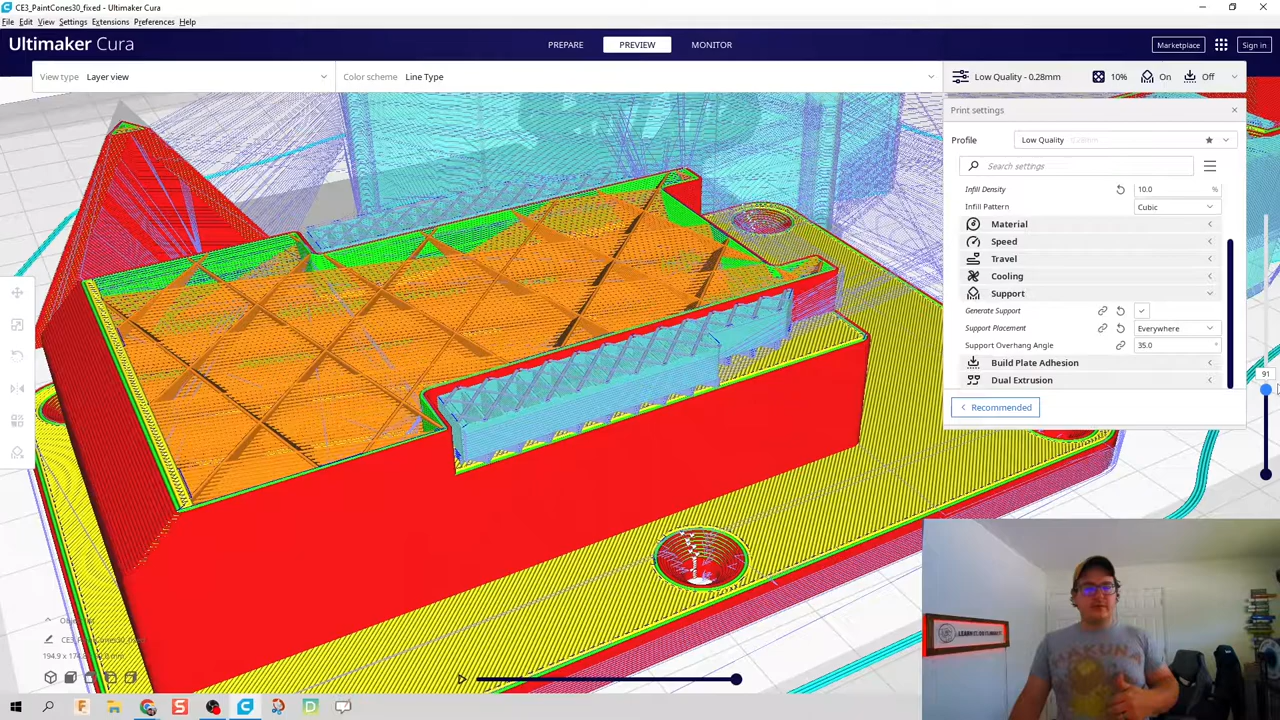 CE3_PaintCones30_fixed - Ultimaker Cura
File Edit View Settings Extensions Preferences Help
Ultimaker Cura
PREPARE PREVIEW MONITOR
Marketplace Sign in
View type Layer view
Color scheme Line Type
Low Quality - 0.28mm 10% On Off
Print settings
Profile Low Quality 0.28mm
Search settings
Infill Density 10.0 %
Infill Pattern Cubic
Material
Speed
Travel
Cooling
Support
Generate Support
Support Placement Everywhere
Support Overhang Angle 35.0 °
Build Plate Adhesion
Dual Extrusion
91
Recommended
HAKUNA